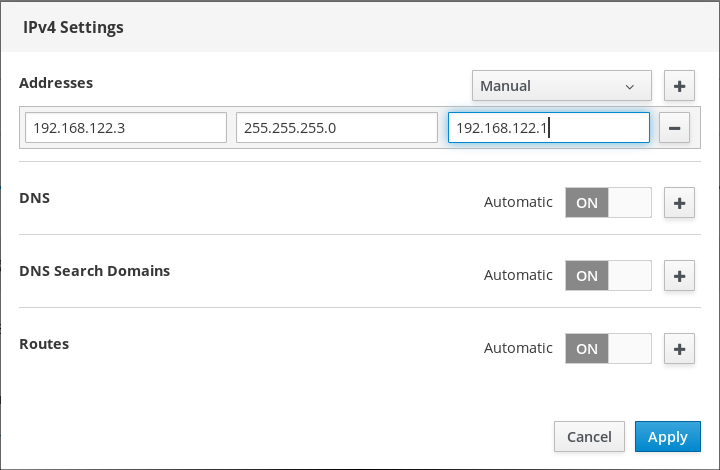 IPv4 Settings
Addresses Manual
192.168.122.3 255.255.255.0 192.168.122.1
DNS Automatic ON
DNS Search Domains Automatic ON
Routes Automatic ON
Cancel Apply